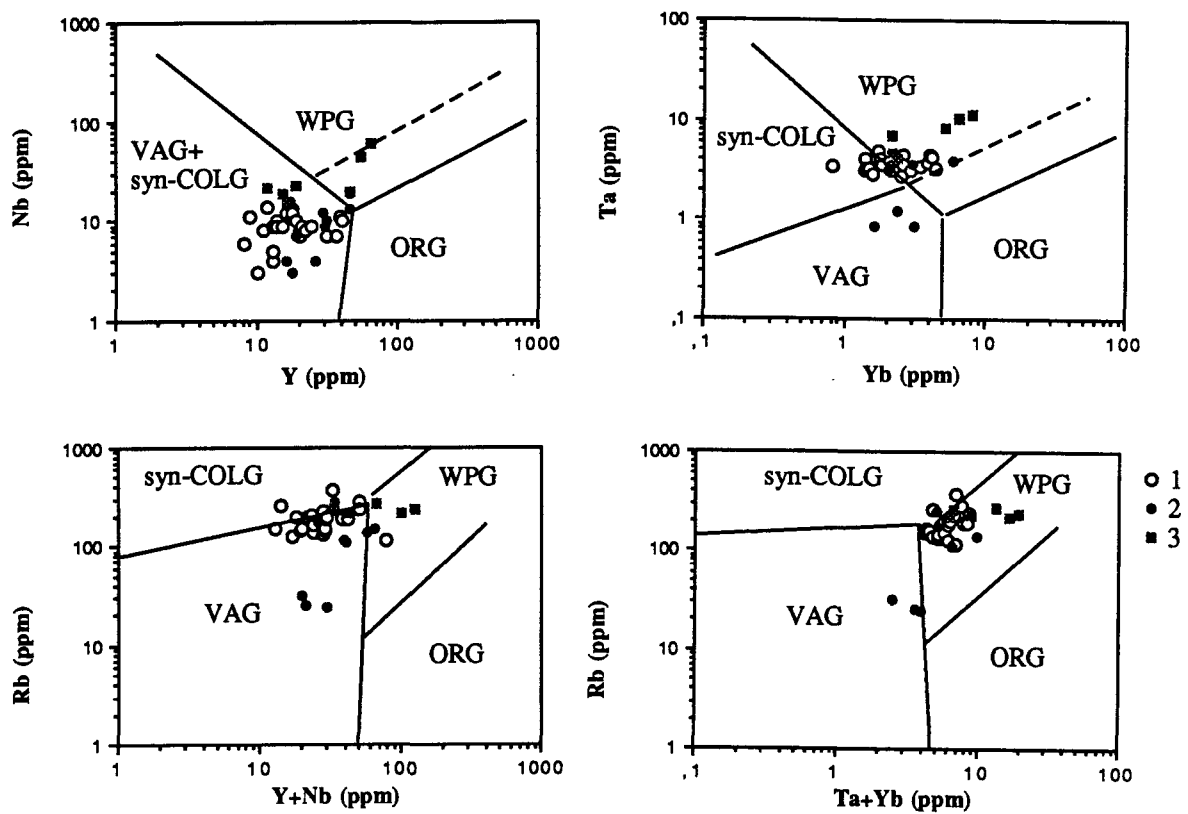 1000
100
10
1
Nb (ppm)
WPG
VAG+
syn-COLG
ORG
1 10 100 1000
Y (ppm)
100
10
1
,1
Ta (ppm)
WPG
syn-COLG
VAG
ORG
,1 1 10 100
Yb (ppm)
1000
100
10
1
Rb (ppm)
syn-COLG
WPG
VAG
ORG
1 10 100 1000
Y+Nb (ppm)
1000
100
10
1
Rb (ppm)
syn-COLG
WPG
VAG
ORG
,1 1 10 100
Ta+Yb (ppm)
1
2
3